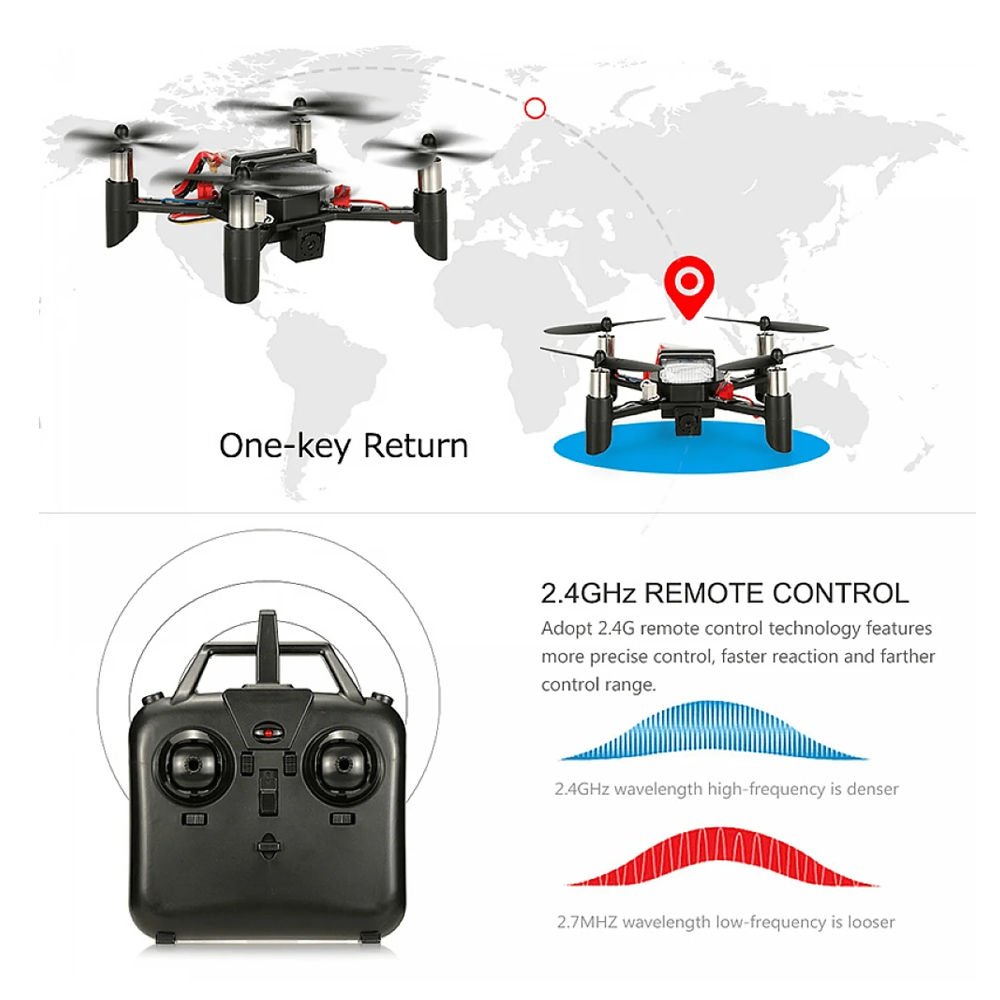 One-key Return
2.4GHz REMOTE CONTROL
Adopt 2.4G remote control technology features
more precise control, faster reaction and farther
control range.
2.4GHz wavelength high-frequency is denser
2.7MHZ wavelength low-frequency is looser